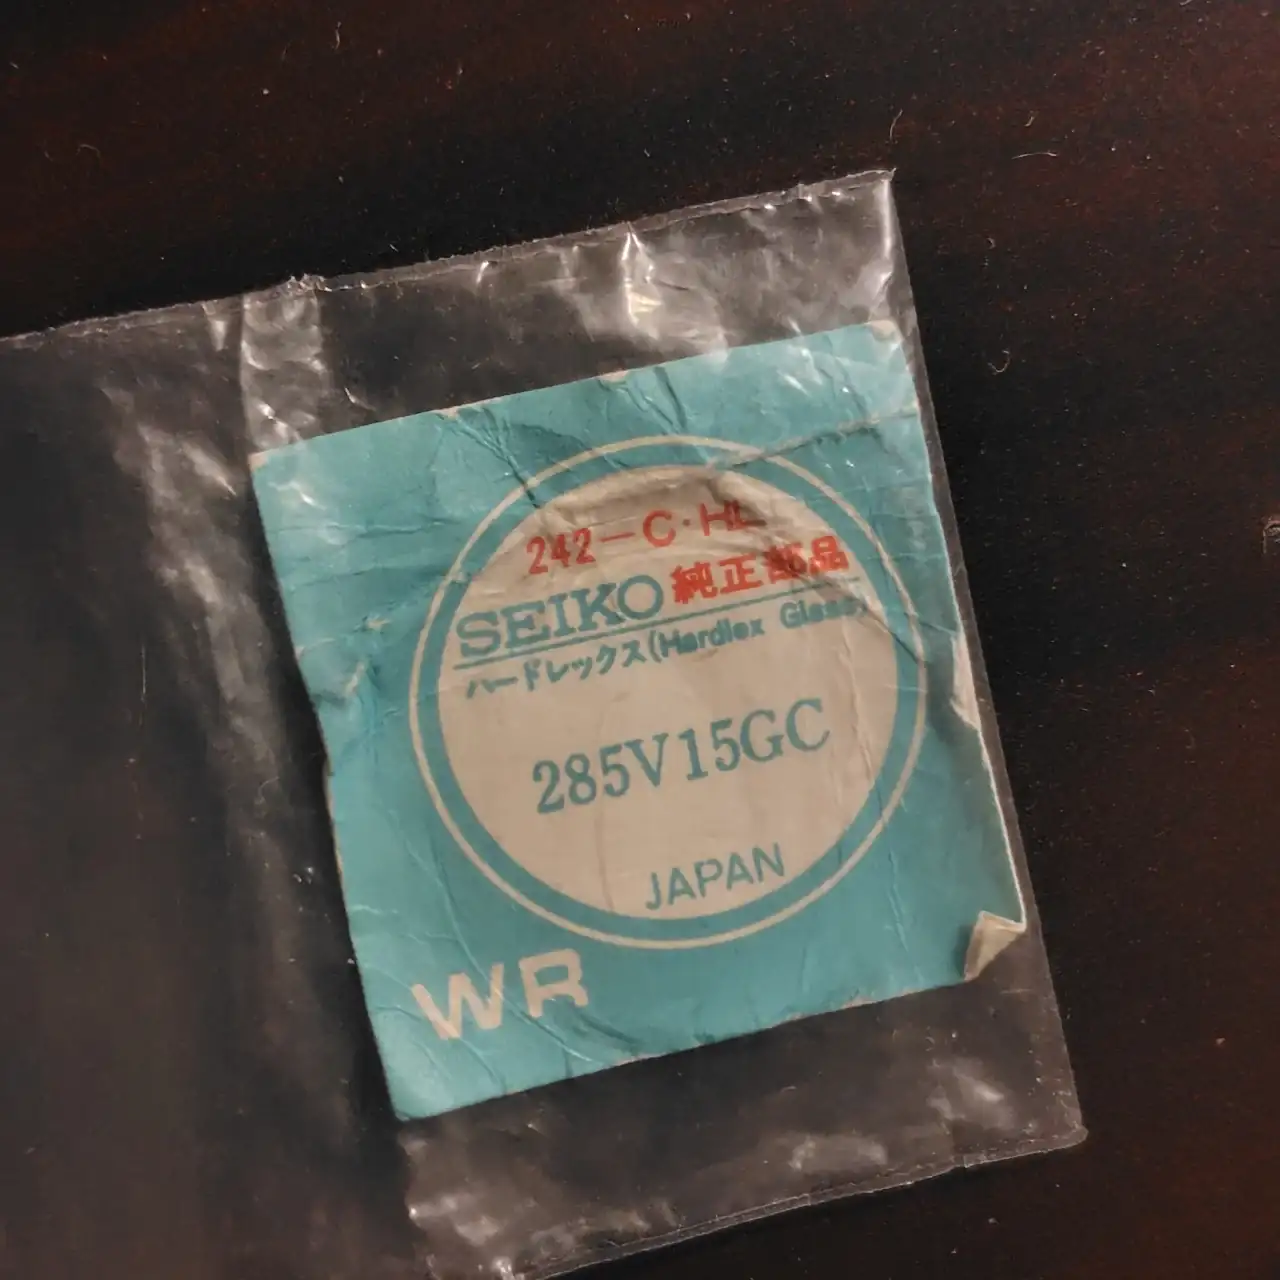 242-C·HL
SEIKO 純正部品
ハードレックス(Hardlex Glass)
285V15GC
JAPAN
WR